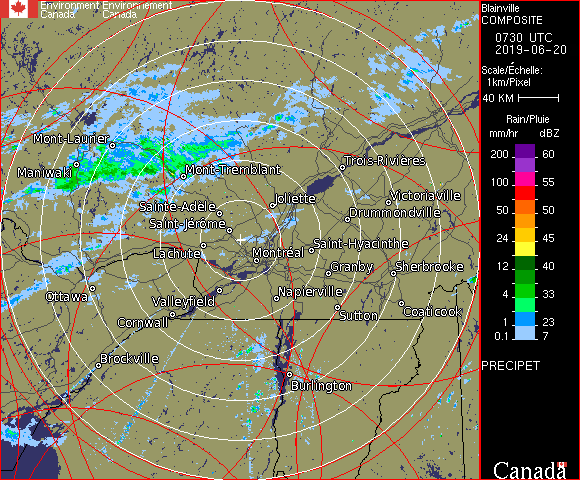 Environment Environnement
Canada Canada
Blainville
COMPOSITE
0730 UTC
2019-06-20
Scale/Échelle:
1km/Pixel
40 KM
Rain/Pluie
mm/hr dBZ
200 60
100 55
50 50
24 45
12 40
4 33
1 23
0.1 7
PRECIPET
Canada
Mont-Laurier
Maniwaki
Mont-Tremblant
Trois-Rivières
Sainte-Adèle
Joliette
Victoriaville
Drummondville
Saint-Jérôme
Lachute
Montréal
Saint-Hyacinthe
Granby
Sherbrooke
Ottawa
Valleyfield
Napierville
Cornwall
Sutton
Coaticook
Brockville
Burlington